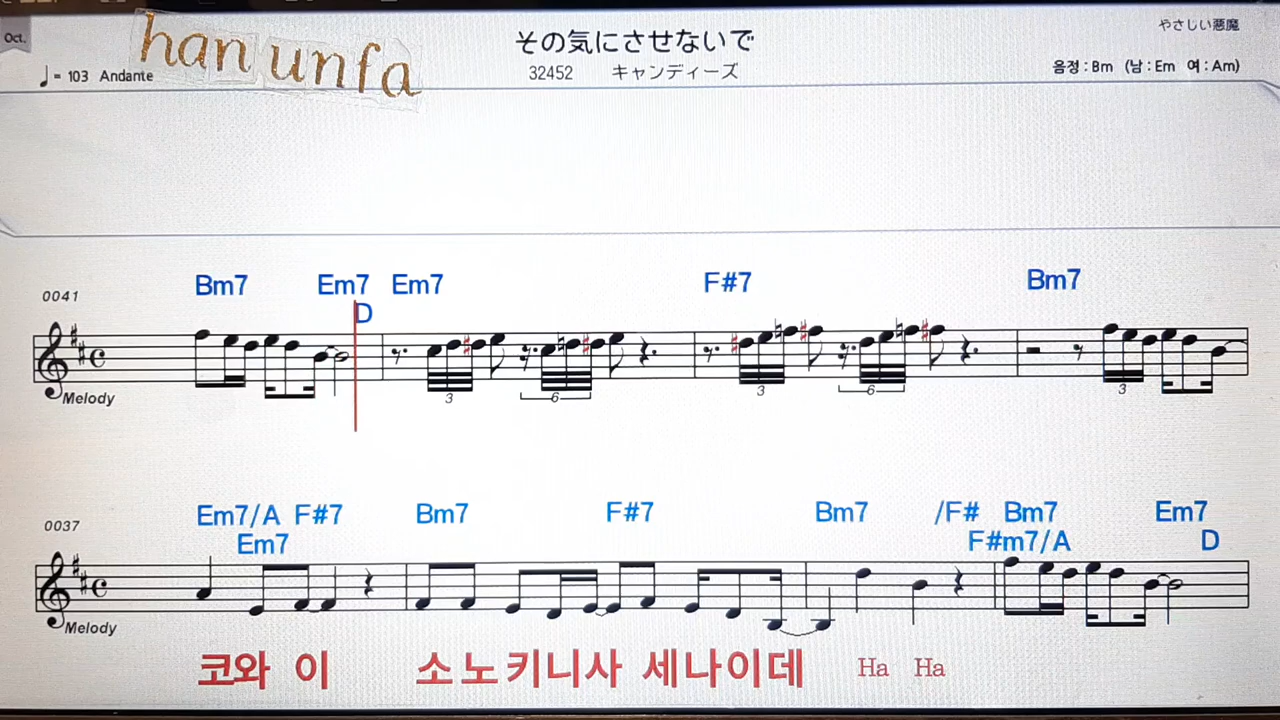 Oct.
han unfa
その気にさせないで
やさしい悪魔
♩= 103 Andante
32452 キャンディーズ
음정 : Bm (남 : Em 여 : Am)
Bm7 Em7 Em7 F#7 Bm7
D
0041
Melody
3 6 3 6 3
Em7/A F#7 Bm7 F#7 Bm7 /F# Bm7 Em7
Em7 F#m7/A D
0037
Melody
코와 이 소노키니사 세나이데 Ha Ha